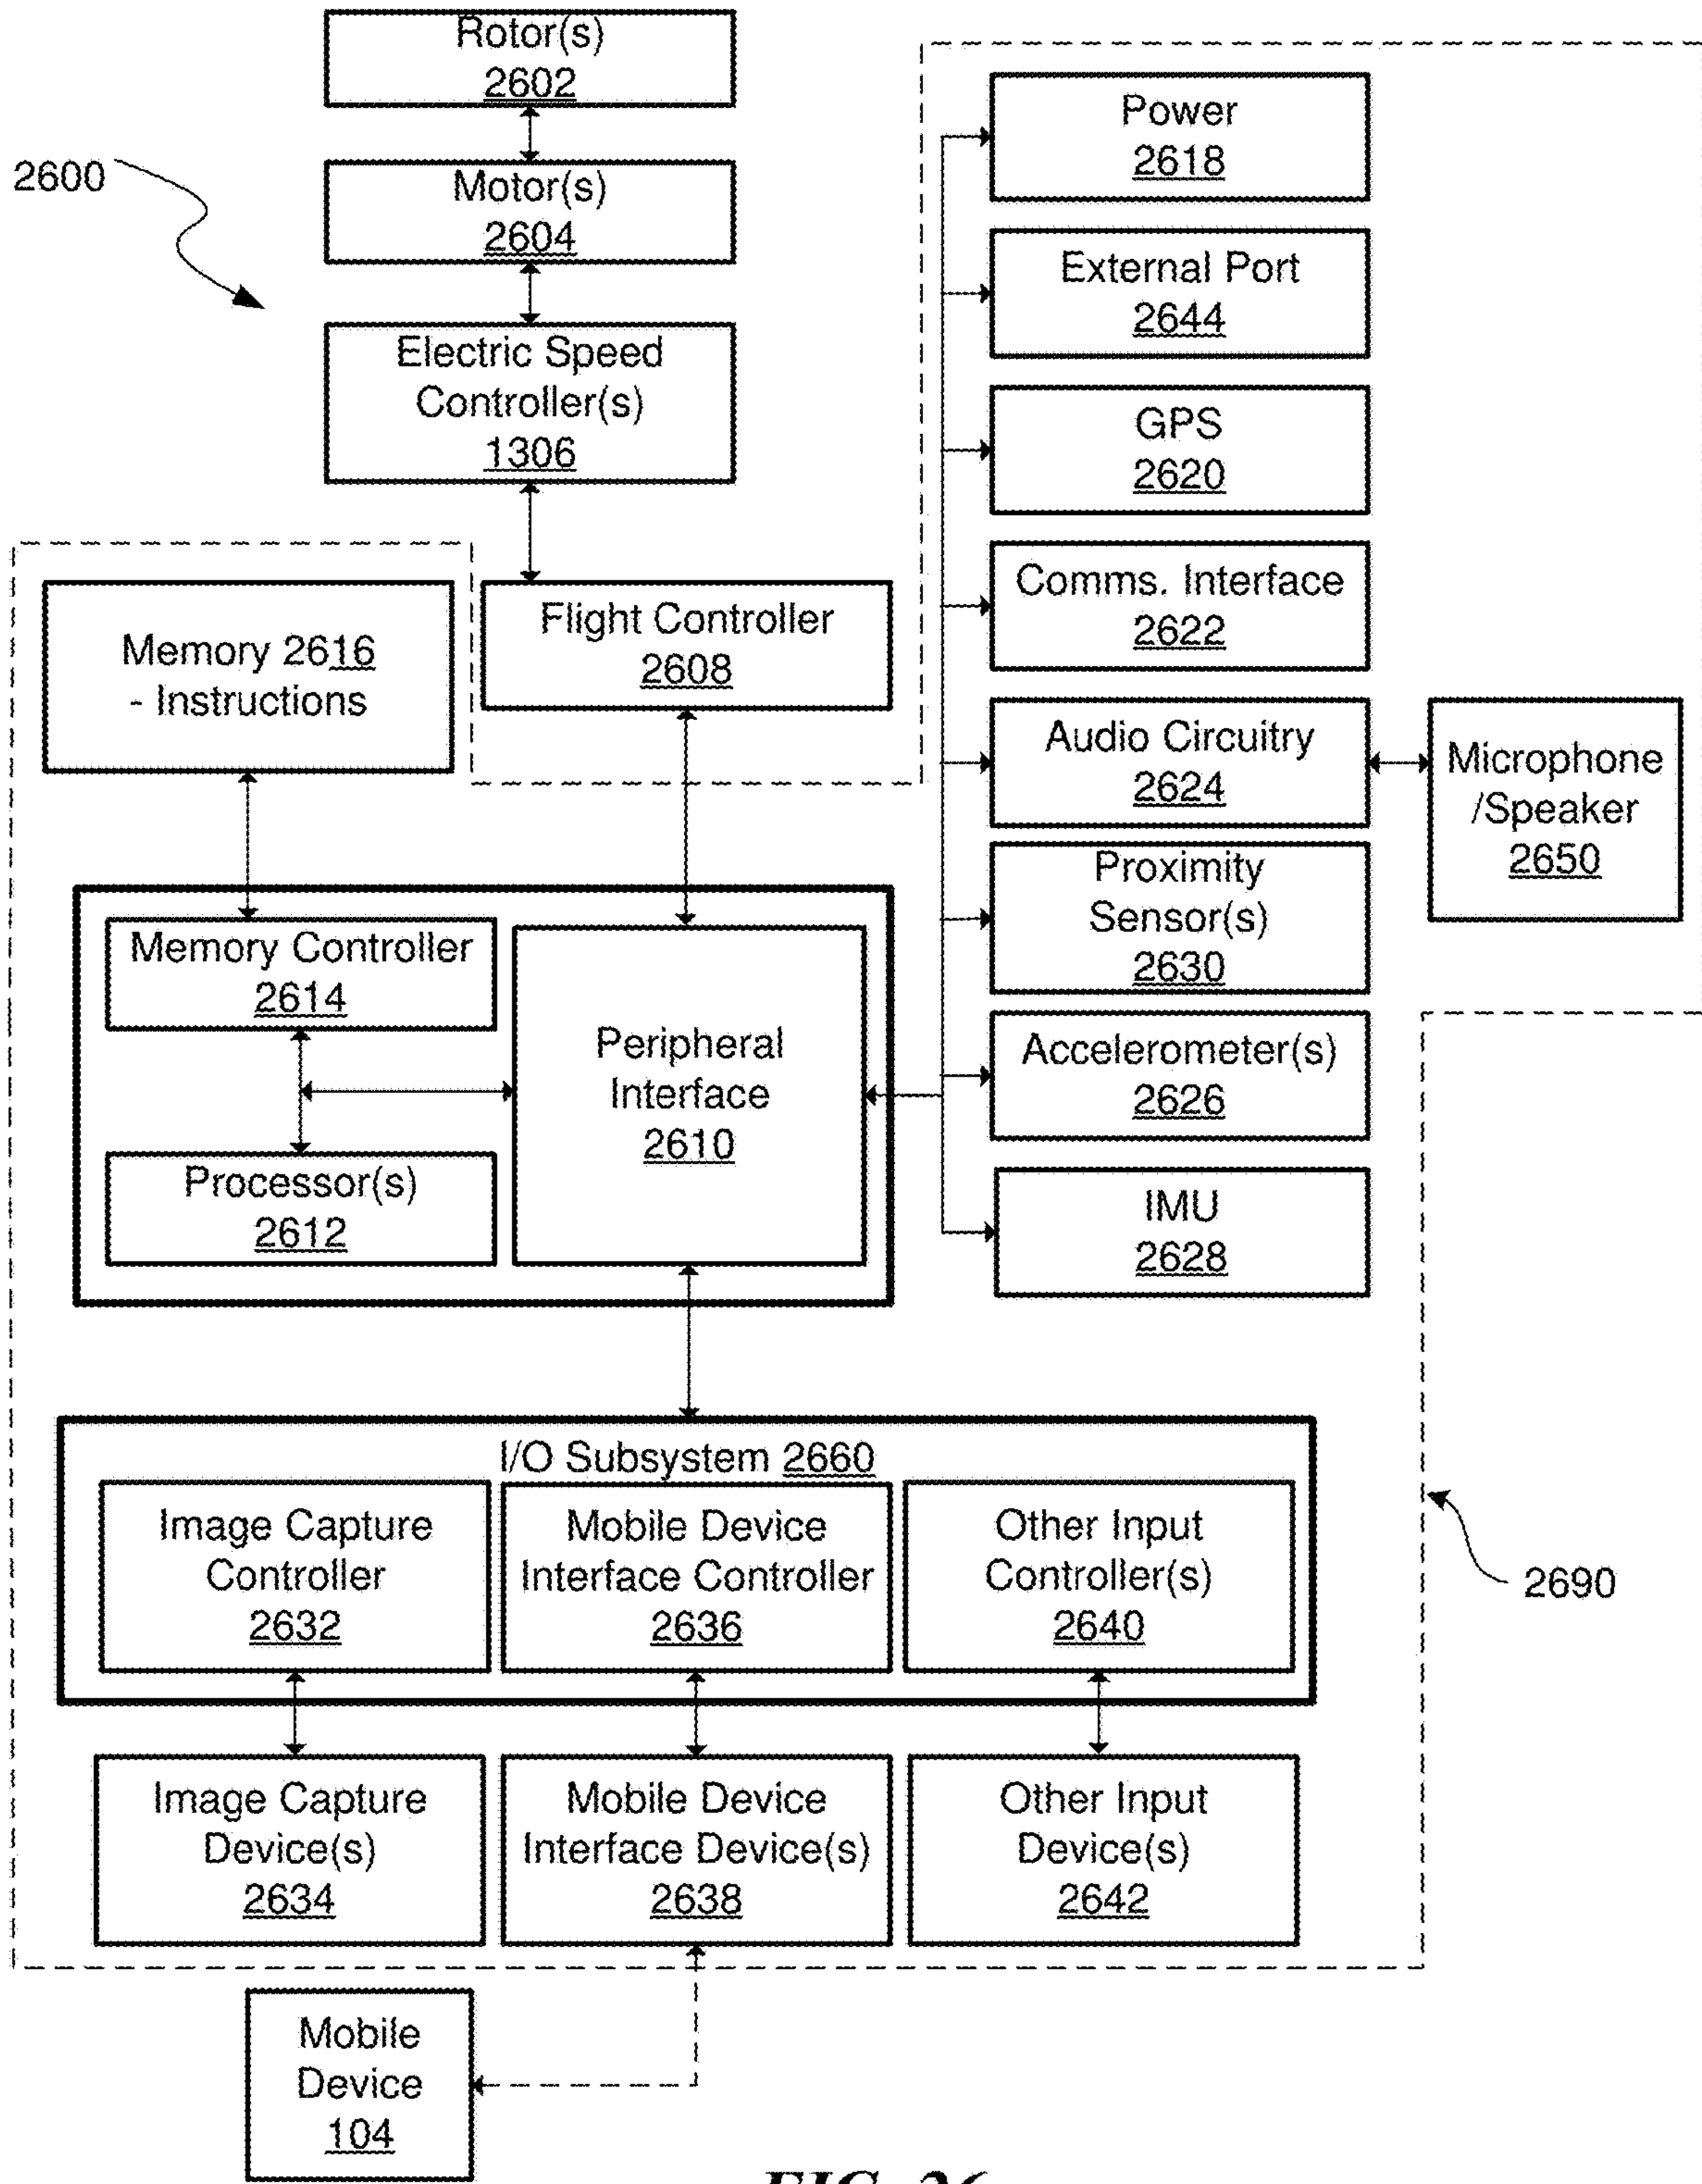 Rotor(s)
2602
2600
Motor(s)
2604
Electric Speed
Controller(s)
1306
Memory 2616
- Instructions
Flight Controller
2608
Power
2618
External Port
2644
GPS
2620
Comms. Interface
2622
Audio Circuitry
2624
Microphone
/Speaker
2650
Proximity
Sensor(s)
2630
Accelerometer(s)
2626
IMU
2628
Memory Controller
2614
Processor(s)
2612
Peripheral
Interface
2610
I/O Subsystem 2660
Image Capture
Controller
2632
Mobile Device
Interface Controller
2636
Other Input
Controller(s)
2640
2690
Image Capture
Device(s)
2634
Mobile Device
Interface Device(s)
2638
Other Input
Device(s)
2642
Mobile
Device
104
FIG. 26